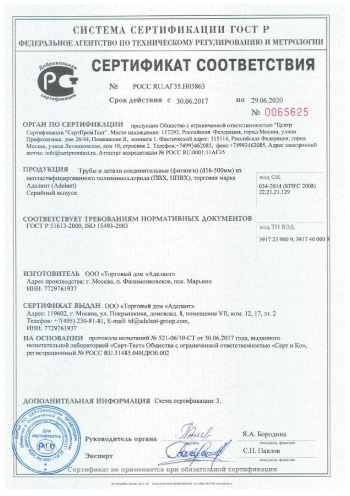 СИСТЕМА СЕРТИФИКАЦИИ ГОСТ Р
ФЕДЕРАЛЬНОЕ АГЕНТСТВО ПО ТЕХНИЧЕСКОМУ РЕГУЛИРОВАНИЮ И МЕТРОЛОГИИ
СЕРТИФИКАТ СООТВЕТСТВИЯ
№ РОСС RU.АГ35.Н03863
Срок действия с 30.06.2017 по 29.06.2020
№ 0065625
ОРГАН ПО СЕРТИФИКАЦИИ продукции Общество с ограниченной ответственностью "Центр
Сертификации "СертПромТест". Место нахождения: 117292, Российская Федерация, город Москва, улица
Профсоюзная, дом 26/44, Помещение II, комната 1. Фактический адрес: 115114, Российская Федерация, город
Москва, улица Летниковская, дом 10, строение 2. Телефон:+74993462085, факс: +74993462085, Адрес электронной
почты: info@sertpromtest.ru. Аттестат аккредитации № РОСС RU.0001.11АГ35
ПРОДУКЦИЯ Трубы и детали соединительные (фитинги) (d16-500мм) из
непластифицированного поливинилхлорида (ПВХ, НПВХ), торговая марка
Аделант (Adelant)
Серийный выпуск
код ОК
034-2014 (КПЕС 2008)
22.21.21.129
СООТВЕТСТВУЕТ ТРЕБОВАНИЯМ НОРМАТИВНЫХ ДОКУМЕНТОВ
ГОСТ Р 51613-2000, ISO 15493-2003
код ТН ВЭД
3917 23 900 9, 3917 40 000 9
ИЗГОТОВИТЕЛЬ ООО «Торговый дом «Аделант»
Адрес производства: г. Москва, п. Филимонковское, пос. Марьино
ИНН: 7729761937
СЕРТИФИКАТ ВЫДАН ООО «Торговый дом «Аделант»
Адрес: 119602, г. Москва, ул. Покрышкина, домовлад. 8, помещение VII, ком. 12, 17, эт. 2
Телефон: +7(495) 230-81-81, E-mail: td@adelant-group.com,
ИНН: 7729761937
НА ОСНОВАНИИ протокола испытаний № 521-06/10-СТ от 30.06.2017 года, выданного
испытательной лабораторией «Серт-Тест» Общества с ограниченной ответственностью «Серт и Ко»,
регистрационный № РОСС RU.31485.04ИДЮ0.002
ДОПОЛНИТЕЛЬНАЯ ИНФОРМАЦИЯ Схема сертификации: 3.
Руководитель органа
Я.А. Бородина
Эксперт
С.П. Павлов
Сертификат не применяется при обязательной сертификации